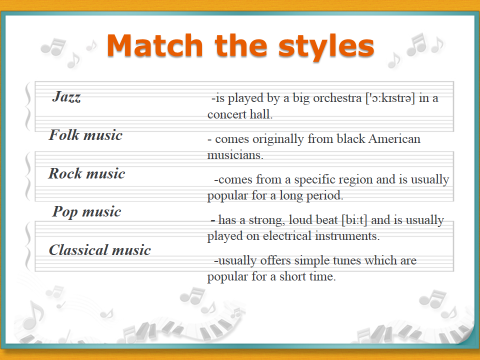 Match the styles
Jazz
Folk music
Rock music
Pop music
Classical music
-is played by a big orchestra ['ɔ:kɪstrə] in a
concert hall.
- comes originally from black American
musicians.
-comes from a specific region and is usually
popular for a long period.
- has a strong, loud beat [bi:t] and is usually
played on electrical instruments.
-usually offers simple tunes which are
popular for a short time.